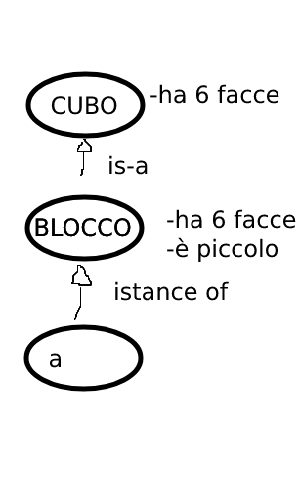 CUBO -ha 6 facce
is-a
BLOCCO -ha 6 facce
-è piccolo
istance of
a